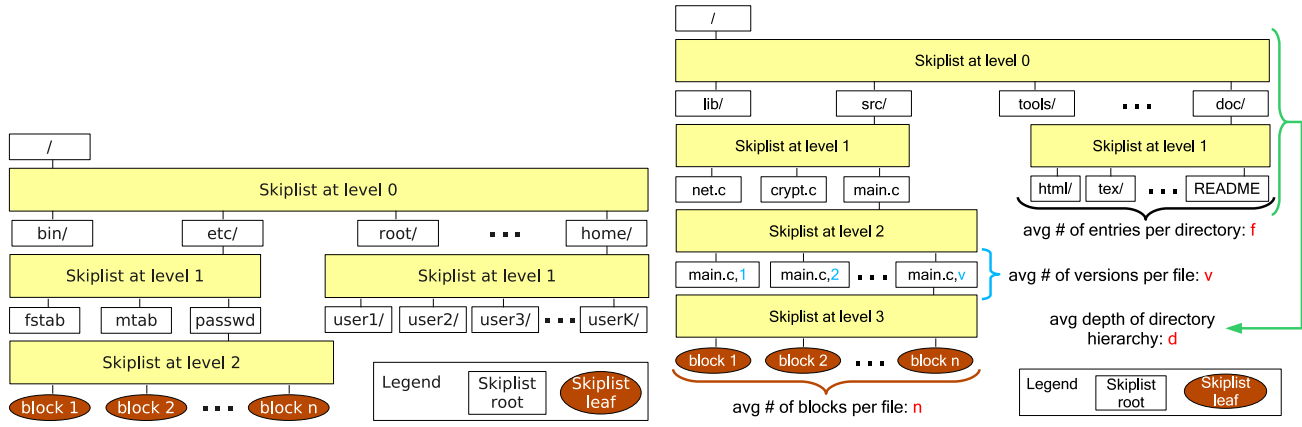 /
Skiplist at level 0
bin/ etc/ root/ ... home/
Skiplist at level 1 Skiplist at level 1
fstab mtab passwd user1/ user2/ user3/ ... userK/
Skiplist at level 2
block 1 block 2 ... block n
Legend
Skiplist root
Skiplist leaf
/
Skiplist at level 0
lib/ src/ tools/ ... doc/
Skiplist at level 1 Skiplist at level 1
net.c crypt.c main.c html/ tex/ ... README
avg # of entries per directory: f
Skiplist at level 2
main.c,1 main.c,2 ... main.c,v
avg # of versions per file: v
Skiplist at level 3
avg depth of directory
hierarchy: d
block 1 block 2 ... block n
avg # of blocks per file: n
Legend
Skiplist root
Skiplist leaf